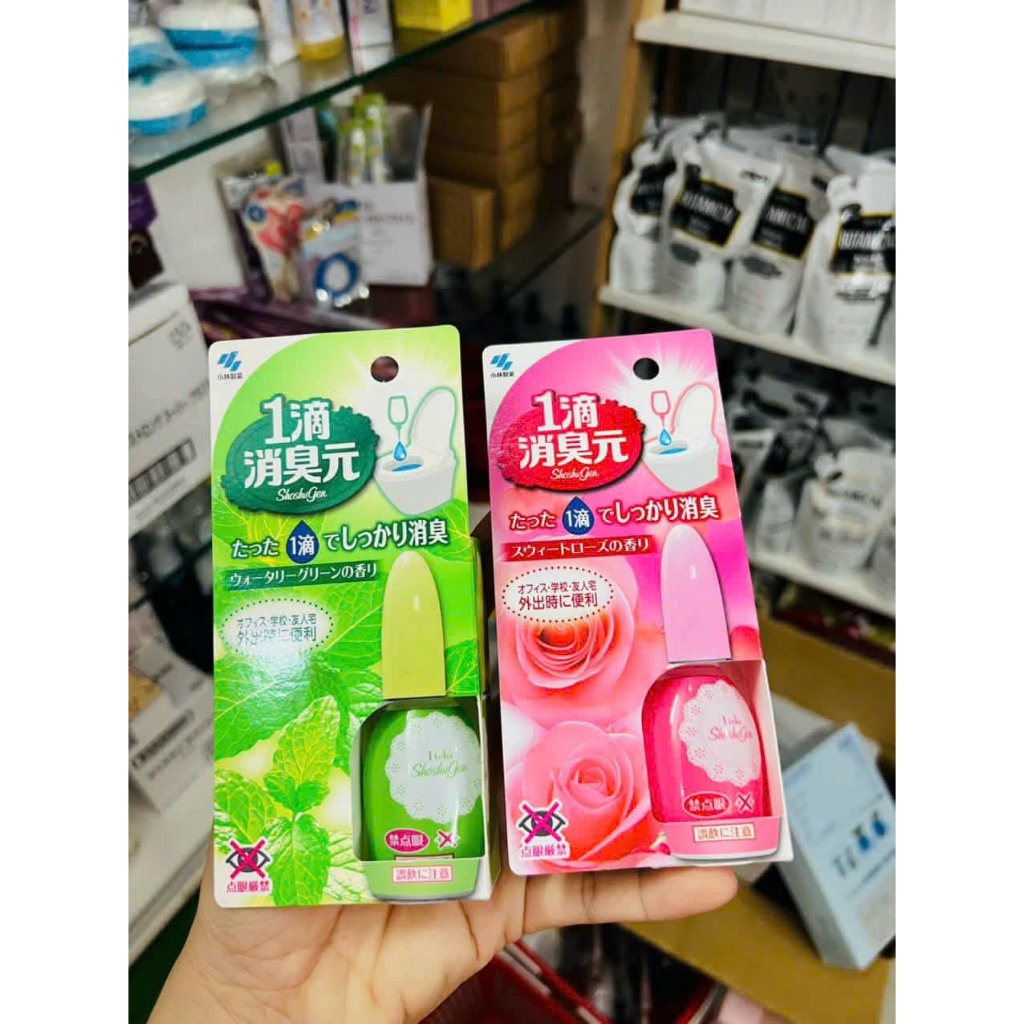 小林製薬
1滴
消臭元
ShoshuGen
たった1滴でしっかり消臭
ウォータリーグリーンの香り
オフィス・学校・友人宅
外出時に便利
1teki
ShoshuGen
禁点眼
点眼厳禁
誤飲に注意
小林製薬
1滴
消臭元
ShoshuGen
たった1滴でしっかり消臭
スウィートローズの香り
オフィス・学校・友人宅
外出時に便利
1teki
ShoshuGen
禁点眼
点眼厳禁
誤飲に注意
BOTANICAL